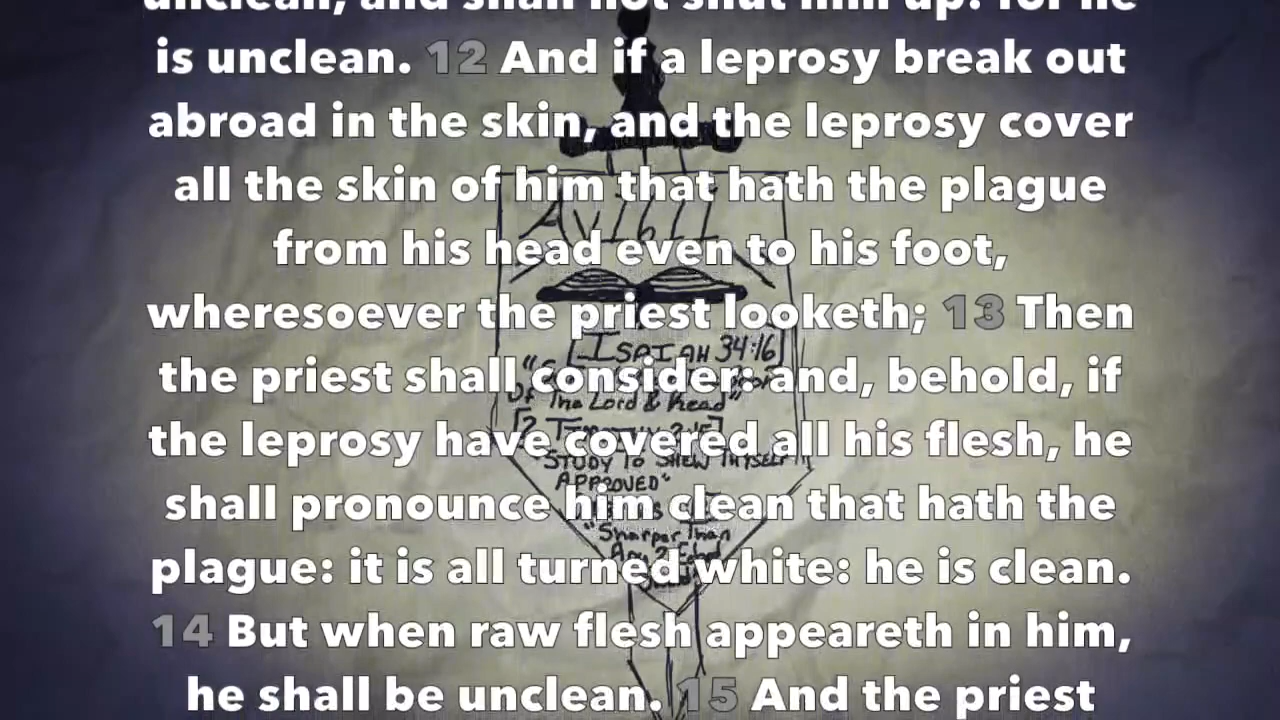 unclean, and shall not shut him up: for he
is unclean. 12 And if a leprosy break out
abroad in the skin, and the leprosy cover
all the skin of him that hath the plague
from his head even to his foot,
wheresoever the priest looketh; 13 Then
the priest shall consider: and, behold, if
the leprosy have covered all his flesh, he
shall pronounce him clean that hath the
plague: it is all turned white: he is clean.
14 But when raw flesh appeareth in him,
he shall be unclean. 15 And the priest
[ISAIAH 34:16]
Of The Lord & Read"
"STUDY TO SHEW THYSELF
APPROVED"
"Sharper Than